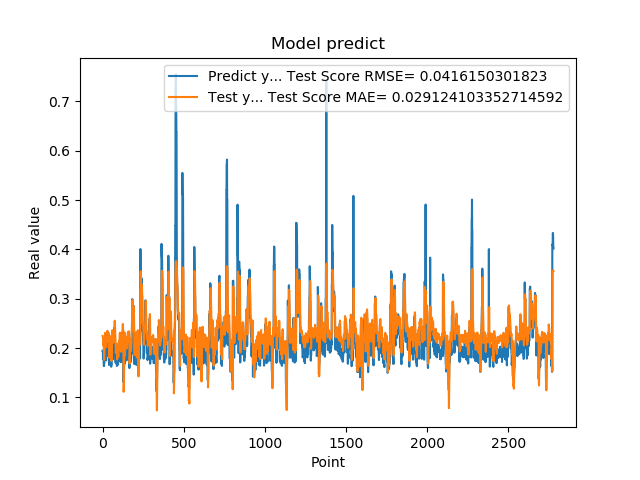 Model predict
Predict y... Test Score RMSE= 0.0416150301823
Test y... Test Score MAE= 0.029124103352714592
0.7
0.6
0.5
0.4
0.3
0.2
0.1
Real value
0 500 1000 1500 2000 2500
Point